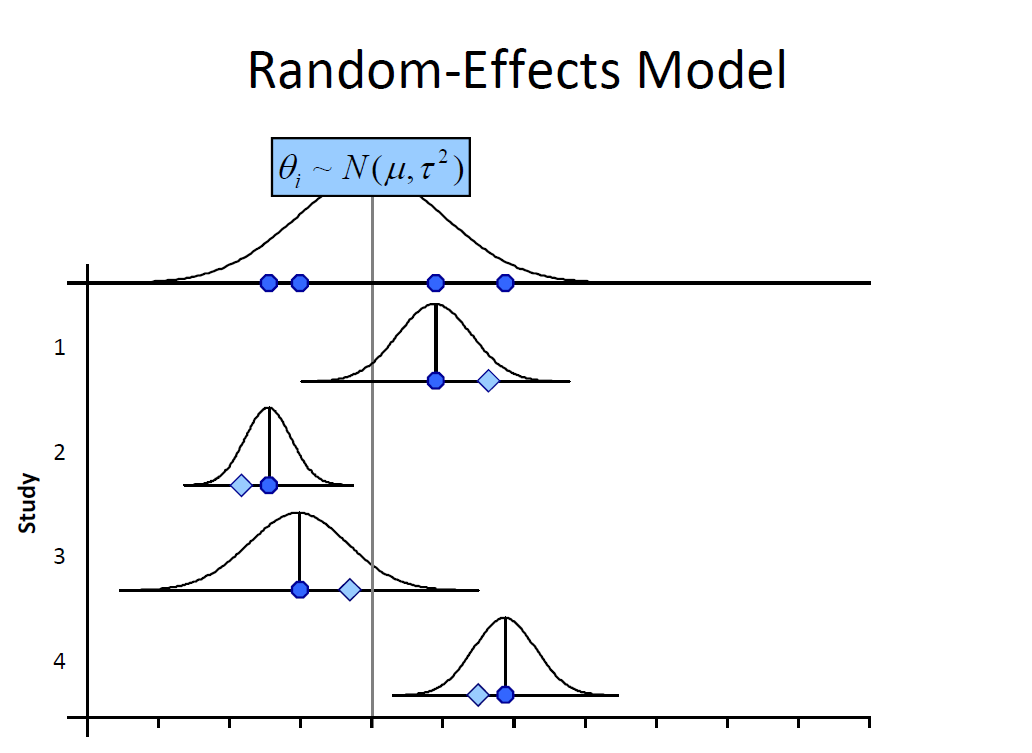 Random-Effects Model
θᵢ ~ N(μ, τ²)
1
2
Study
3
4